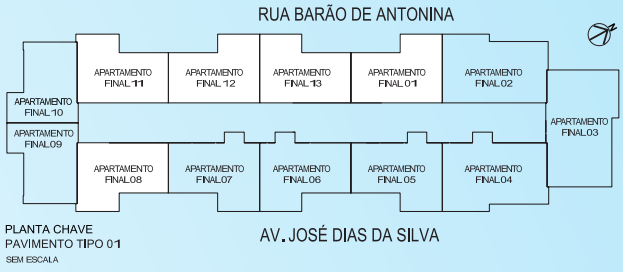 RUA BARÃO DE ANTONINA
APARTAMENTO
FINAL 11
APARTAMENTO
FINAL 12
APARTAMENTO
FINAL 13
APARTAMENTO
FINAL 01
APARTAMENTO
FINAL 02
APARTAMENTO
FINAL 10
APARTAMENTO
FINAL 03
APARTAMENTO
FINAL 09
APARTAMENTO
FINAL 08
APARTAMENTO
FINAL 07
APARTAMENTO
FINAL 06
APARTAMENTO
FINAL 05
APARTAMENTO
FINAL 04
PLANTA CHAVE
PAVIMENTO TIPO 01
SEM ESCALA
AV. JOSÉ DIAS DA SILVA